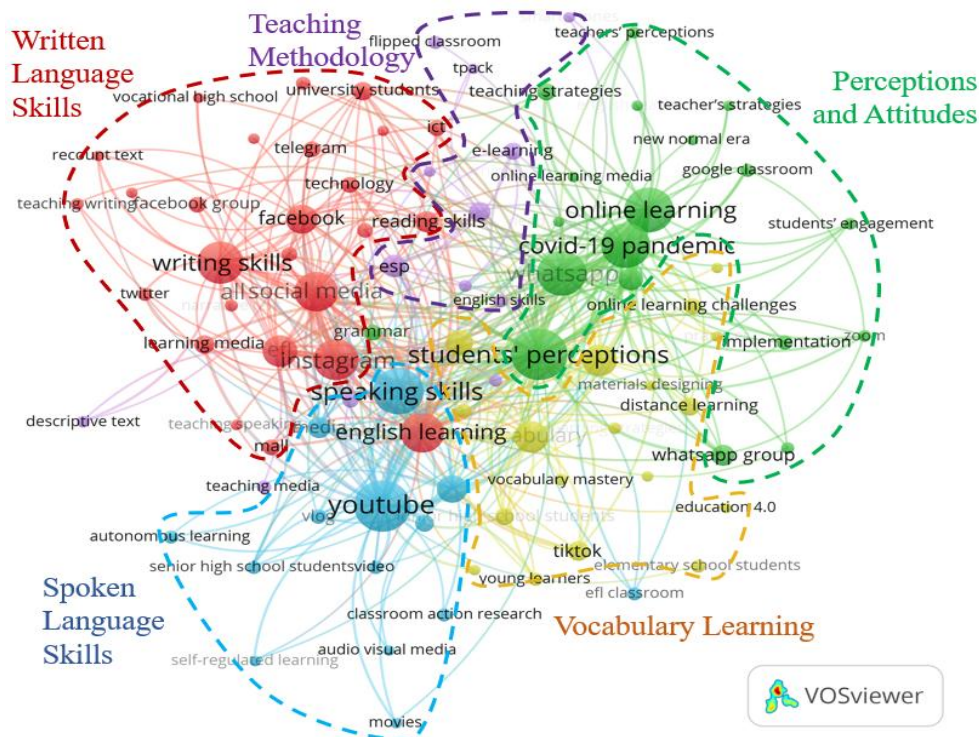 Written
Language
Skills
Teaching
Methodology
Perceptions
and Attitudes
flipped classroom
teachers' perceptions
tpack
vocational high school
university students
teaching strategies
teacher's strategies
ict
new normal era
recount text
telegram
e-learning
google classroom
technology
online learning media
teaching writing
facebook group
facebook
reading skills
online learning
students' engagement
writing skills
esp
covid-19 pandemic
whatsapp
twitter
all social media
english skills
online learning challenges
learning media
grammar
implementation
zoom
efl
instagram
students' perceptions
speaking skills
materials designing
descriptive text
teaching speaking
media
distance learning
mall
english learning
whatsapp group
teaching media
vocabulary mastery
youtube
vlog
education 4.0
autonomous learning
tiktok
senior high school students
video
young learners
elementary school students
efl classroom
Spoken
Language
Skills
classroom action research
Vocabulary Learning
audio visual media
self-regulated learning
movies
VOSviewer